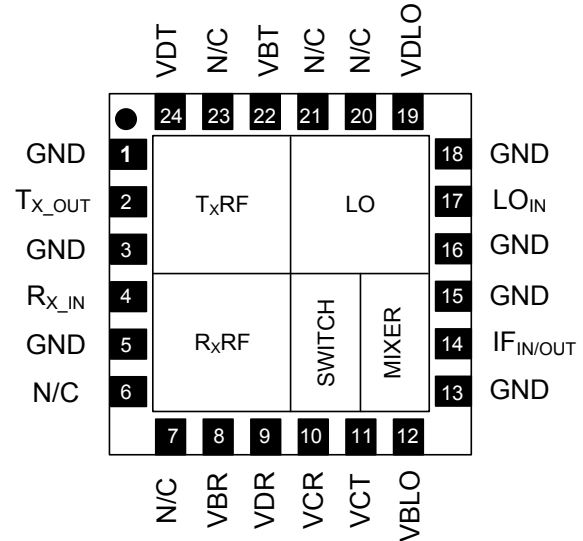 VDT
N/C
VBT
N/C
N/C
VDLO
24
23
22
21
20
19
GND
1
18
GND
TX_OUT
2
TXRF
LO
17
LOIN
GND
3
16
GND
RX_IN
4
15
GND
GND
5
RXRF
SWITCH
MIXER
14
IFIN/OUT
N/C
6
13
GND
7
8
9
10
11
12
N/C
VBR
VDR
VCR
VCT
VBLO